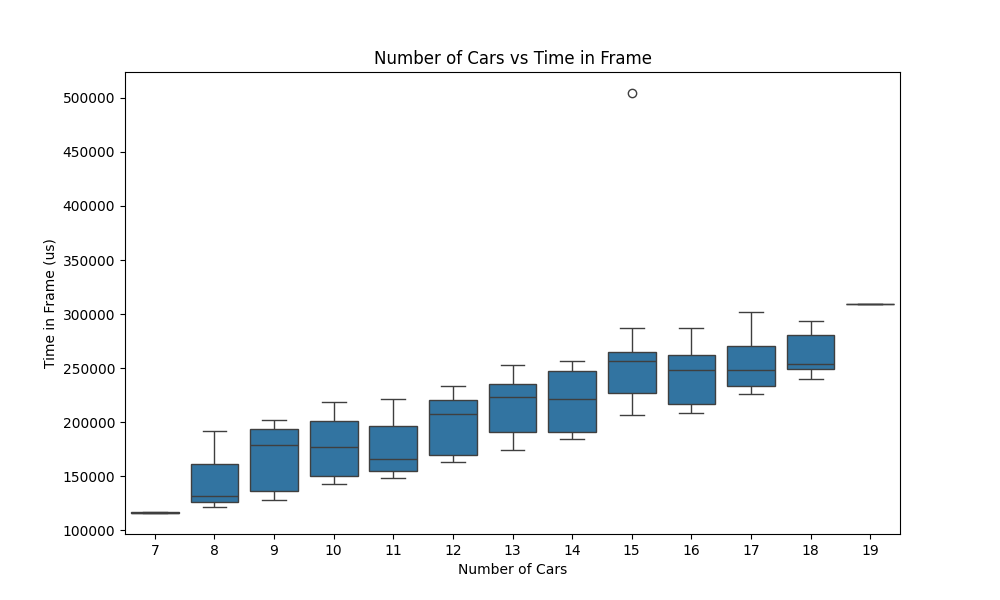 Number of Cars vs Time in Frame
500000
450000
400000
350000
300000
250000
200000
150000
100000
Time in Frame (us)
7 8 9 10 11 12 13 14 15 16 17 18 19
Number of Cars